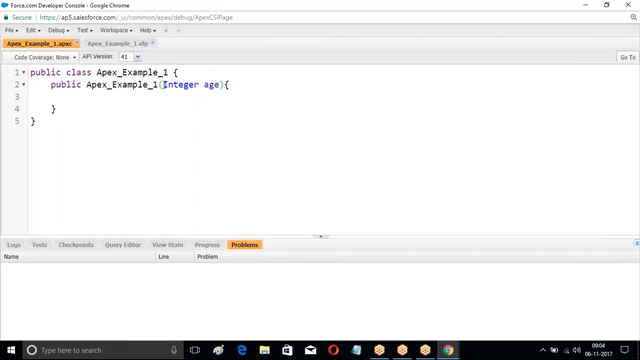 Force.com Developer Console - Google Chrome
Secure https://ap5.salesforce.com/_ui/common/apex/debug/ApexCSIPage
File Edit Debug Test Workspace Help < >
Apex_Example_1.apxc Apex_Example_1.vfp
Code Coverage: None API Version: 41 Go To
1 public class Apex_Example_1 {
2 public Apex_Example_1(Integer age){
3
4 }
5 }
Logs Tests Checkpoints Query Editor View State Progress Problems
Name Line Problem
Type here to search
09:04
06-11-2017